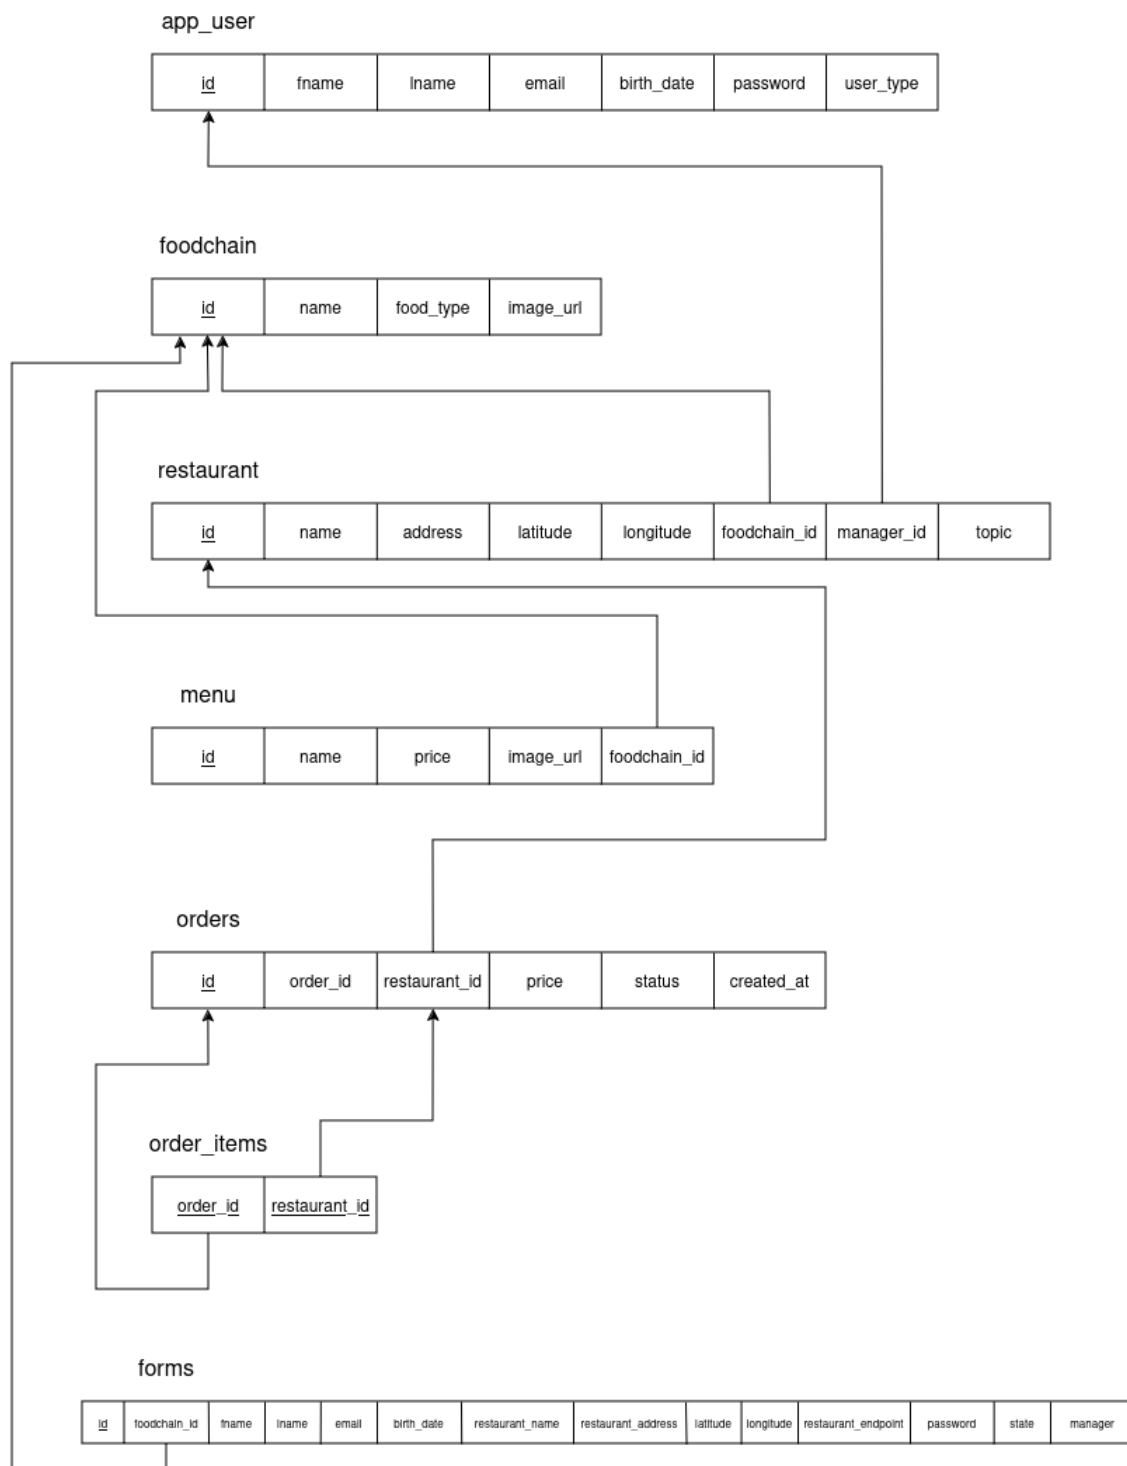 app_user
id fname lname email birth_date password user_type
foodchain
id name food_type image_url
restaurant
id name address latitude longitude foodchain_id manager_id topic
menu
id name price image_url foodchain_id
orders
id order_id restaurant_id price status created_at
order_items
order_id restaurant_id
forms
id foodchain_id fname lname email birth_date restaurant_name restaurant_address latitude longitude restaurant_endpoint password state manager